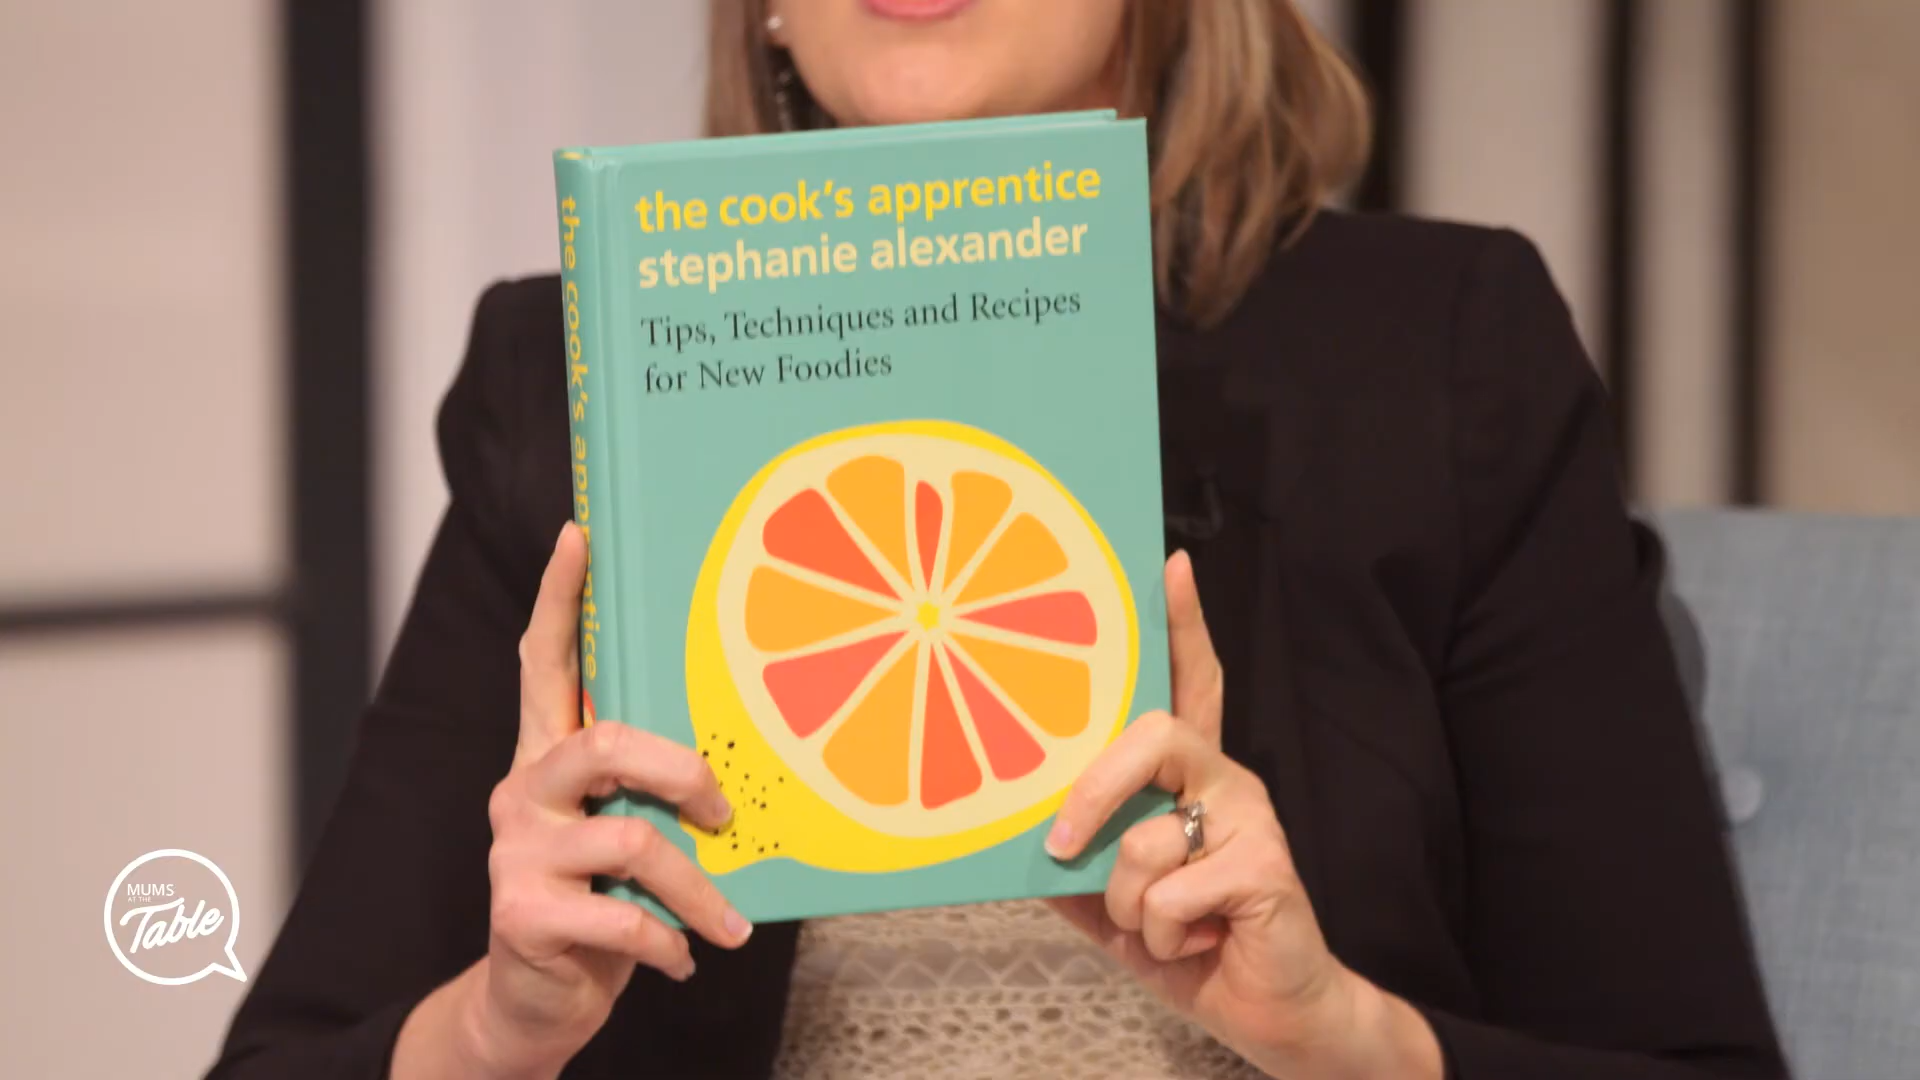 the cook's apprentice
stephanie alexander
Tips, Techniques and Recipes
for New Foodies
the cook's apprentice
MUMS
AT THE
Table